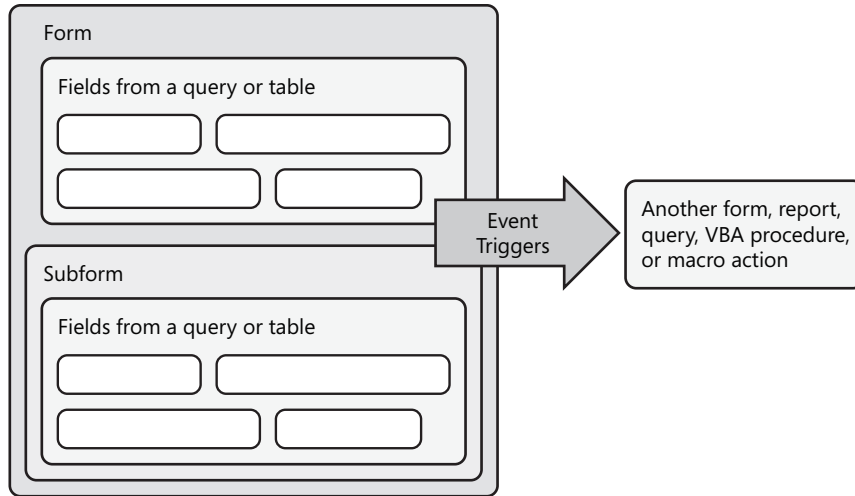 Form
Fields from a query or table
Event
Triggers
Another form, report,
query, VBA procedure,
or macro action
Subform
Fields from a query or table